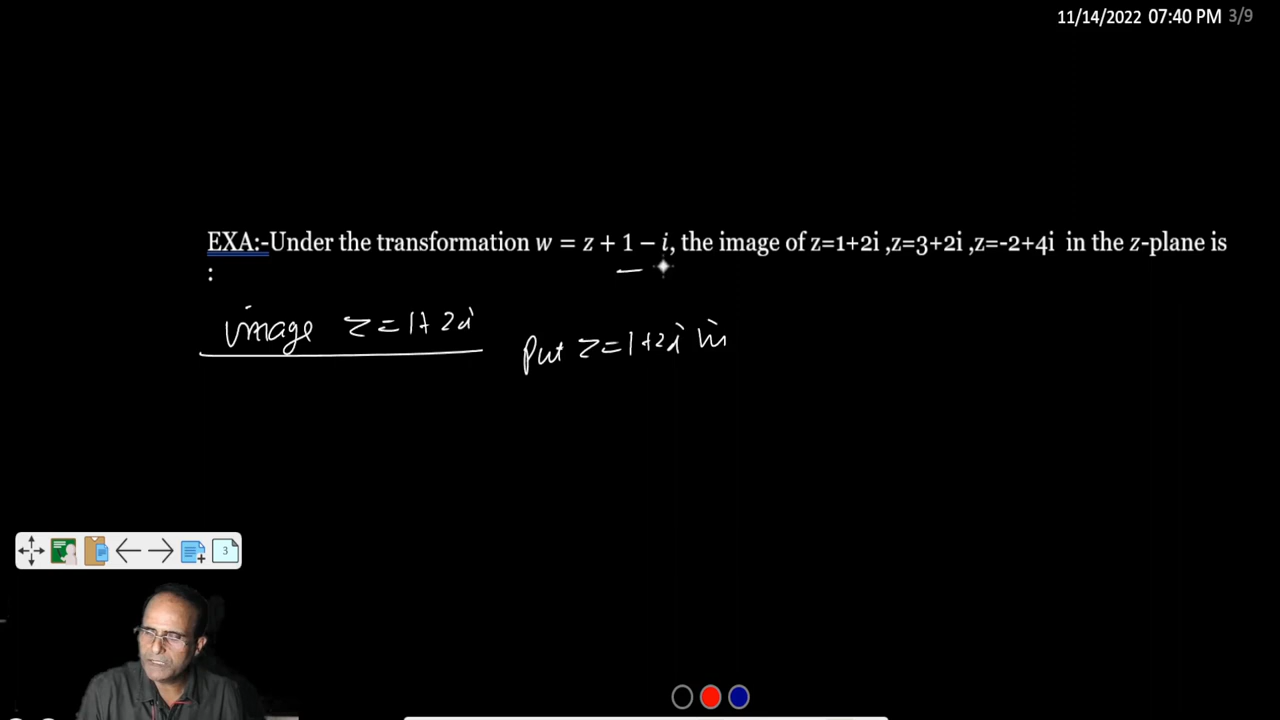 11/14/2022 07:40 PM 3/9
EXA:-Under the transformation w = z + 1 − i, the image of z=1+2i ,z=3+2i ,z=-2+4i in the z-plane is
:
image z=1+2i
Put z=1+2i in
3